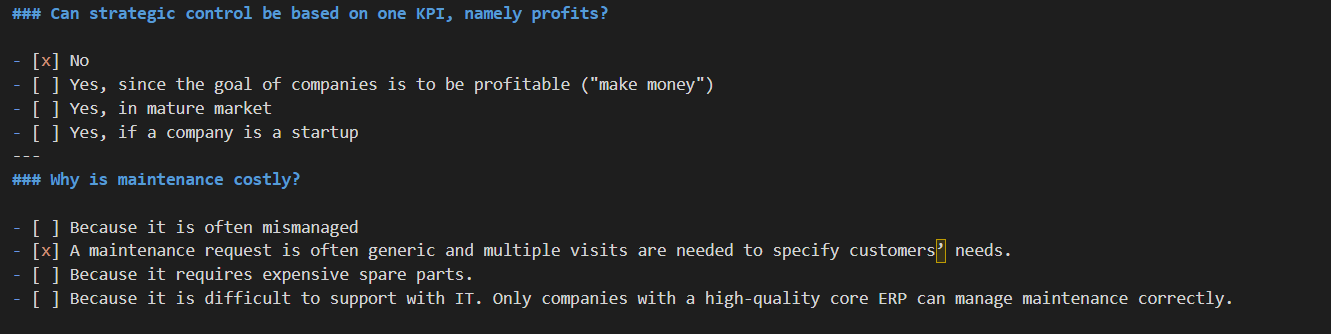 ### Can strategic control be based on one KPI, namely profits?
- [x] No
- [ ] Yes, since the goal of companies is to be profitable ("make money")
- [ ] Yes, in mature market
- [ ] Yes, if a company is a startup
---
### Why is maintenance costly?
- [ ] Because it is often mismanaged
- [x] A maintenance request is often generic and multiple visits are needed to specify customers’ needs.
- [ ] Because it requires expensive spare parts.
- [ ] Because it is difficult to support with IT. Only companies with a high-quality core ERP can manage maintenance correctly.